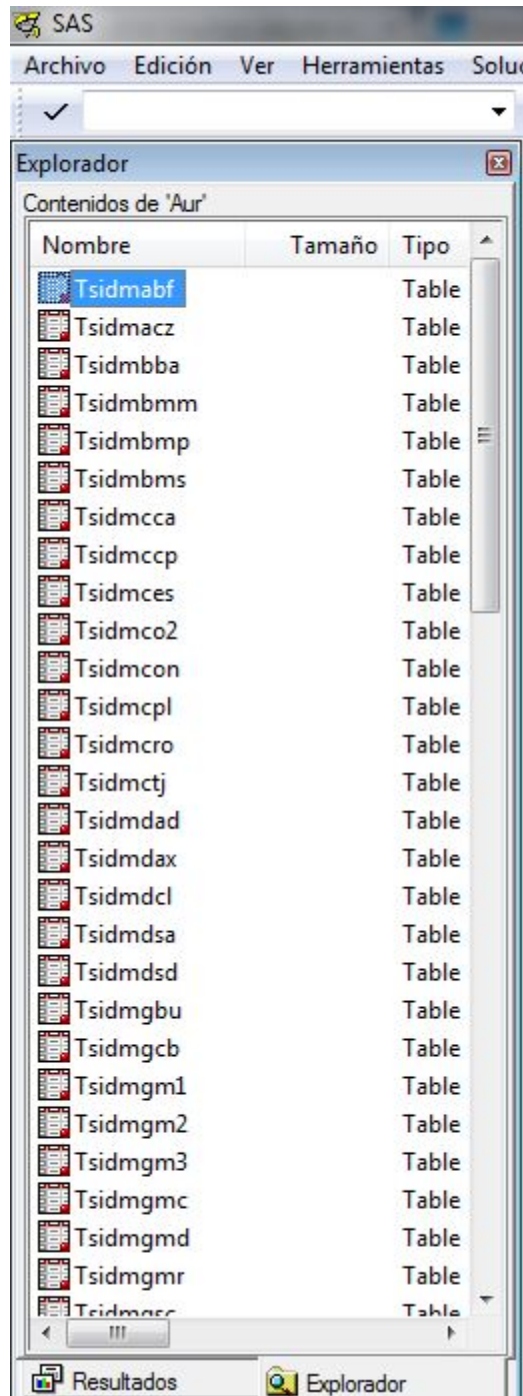 SAS
Archivo Edición Ver Herramientas
Explorador
Contenidos de 'Aur'
Nombre Tamaño Tipo
Tsidmabf Table
Tsidmacz Table
Tsidmbba Table
Tsidmbmm Table
Tsidmbmp Table
Tsidmbms Table
Tsidmcca Table
Tsidmccp Table
Tsidmces Table
Tsidmco2 Table
Tsidmcon Table
Tsidmcpl Table
Tsidmcro Table
Tsidmctj Table
Tsidmdad Table
Tsidmdax Table
Tsidmdcl Table
Tsidmdsa Table
Tsidmdsd Table
Tsidmgbu Table
Tsidmgcb Table
Tsidmgm1 Table
Tsidmgm2 Table
Tsidmgm3 Table
Tsidmgmc Table
Tsidmgmd Table
Tsidmgmr Table
Tsidmgsc Table
Resultados Explorador